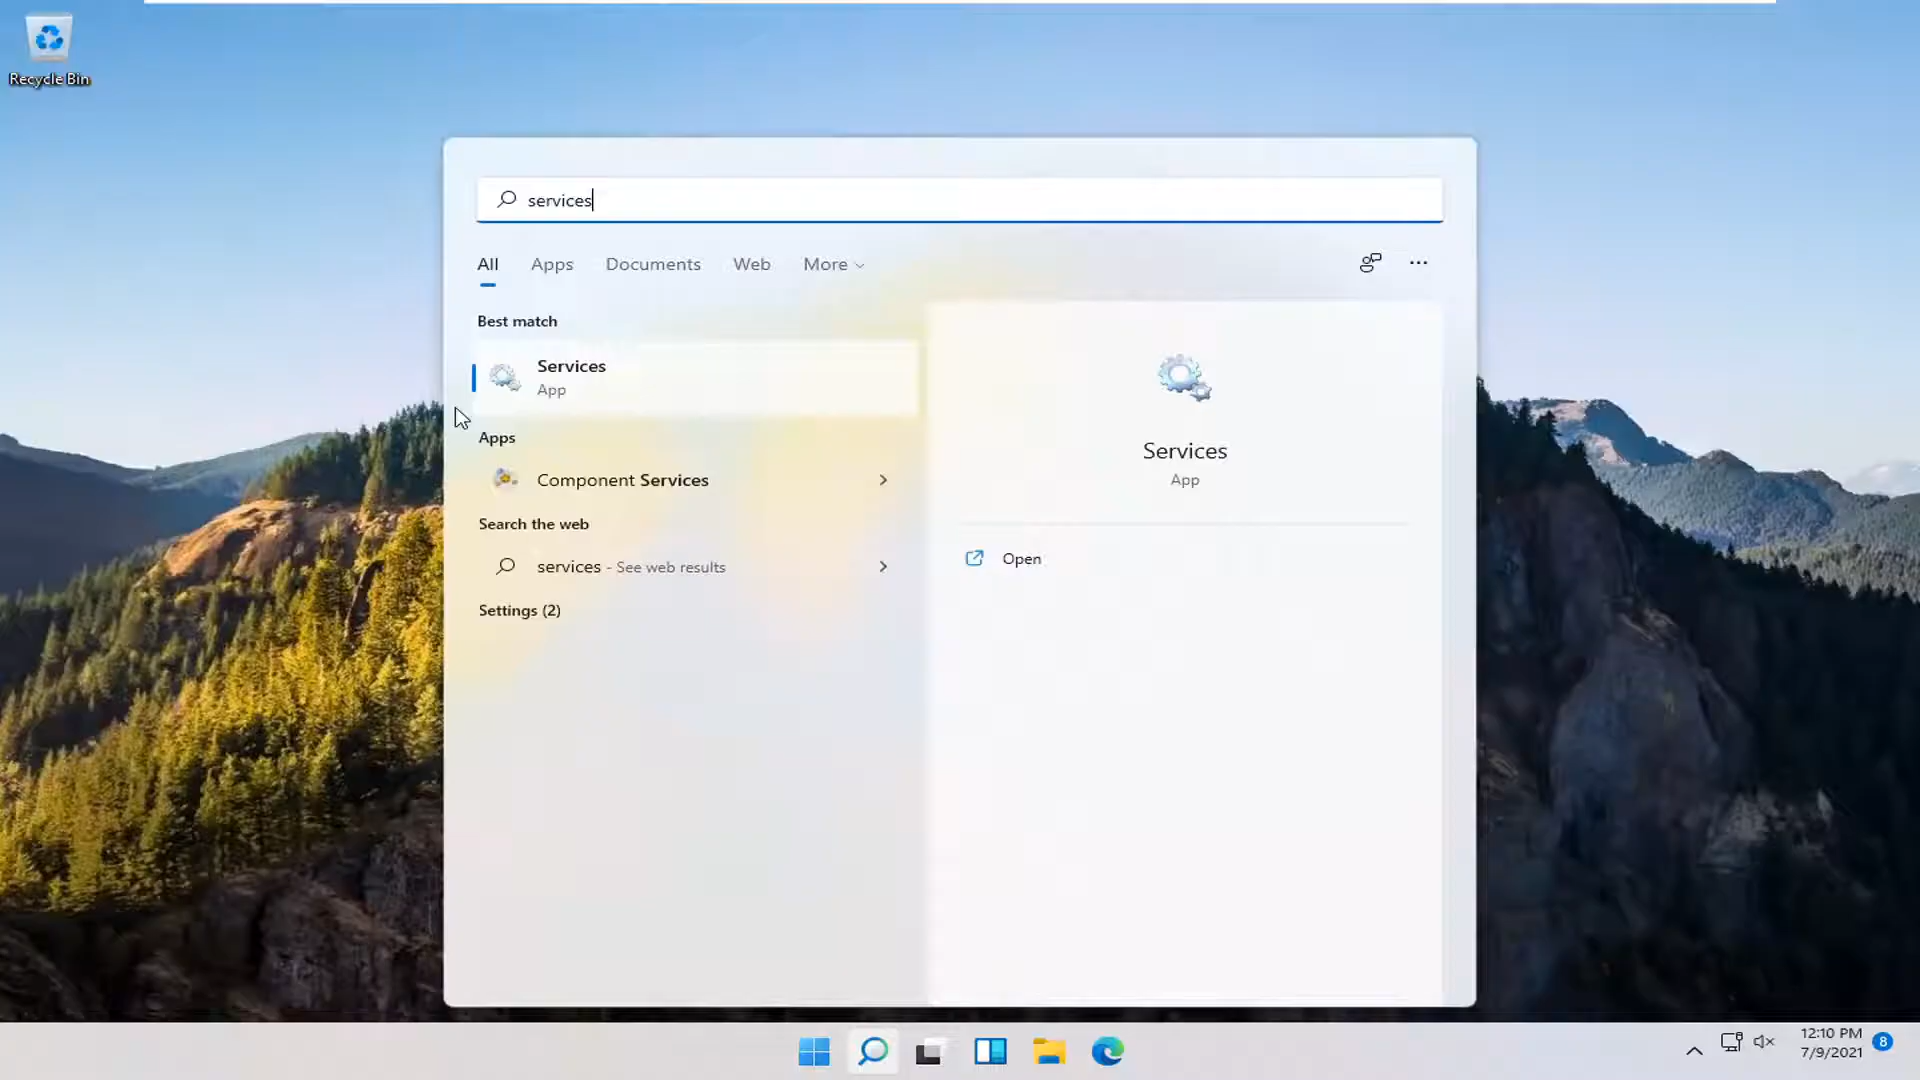 Recycle Bin
services
All Apps Documents Web More
Best match
Services
App
Apps
Component Services
Search the web
services - See web results
Settings (2)
Services
App
Open
12:10 PM
7/9/2021
8